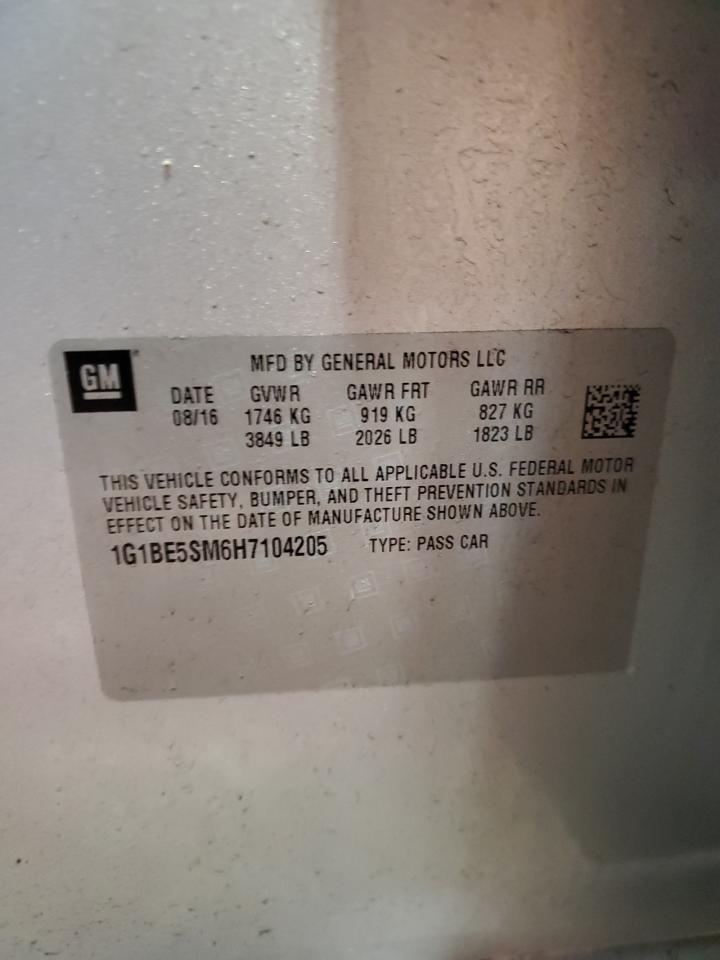 GM
MFD BY GENERAL MOTORS LLC
DATE GVWR GAWR FRT GAWR RR
08/16 1746 KG 919 KG 827 KG
3849 LB 2026 LB 1823 LB
THIS VEHICLE CONFORMS TO ALL APPLICABLE U.S. FEDERAL MOTOR
VEHICLE SAFETY, BUMPER, AND THEFT PREVENTION STANDARDS IN
EFFECT ON THE DATE OF MANUFACTURE SHOWN ABOVE.
1G1BE5SM6H7104205 TYPE: PASS CAR